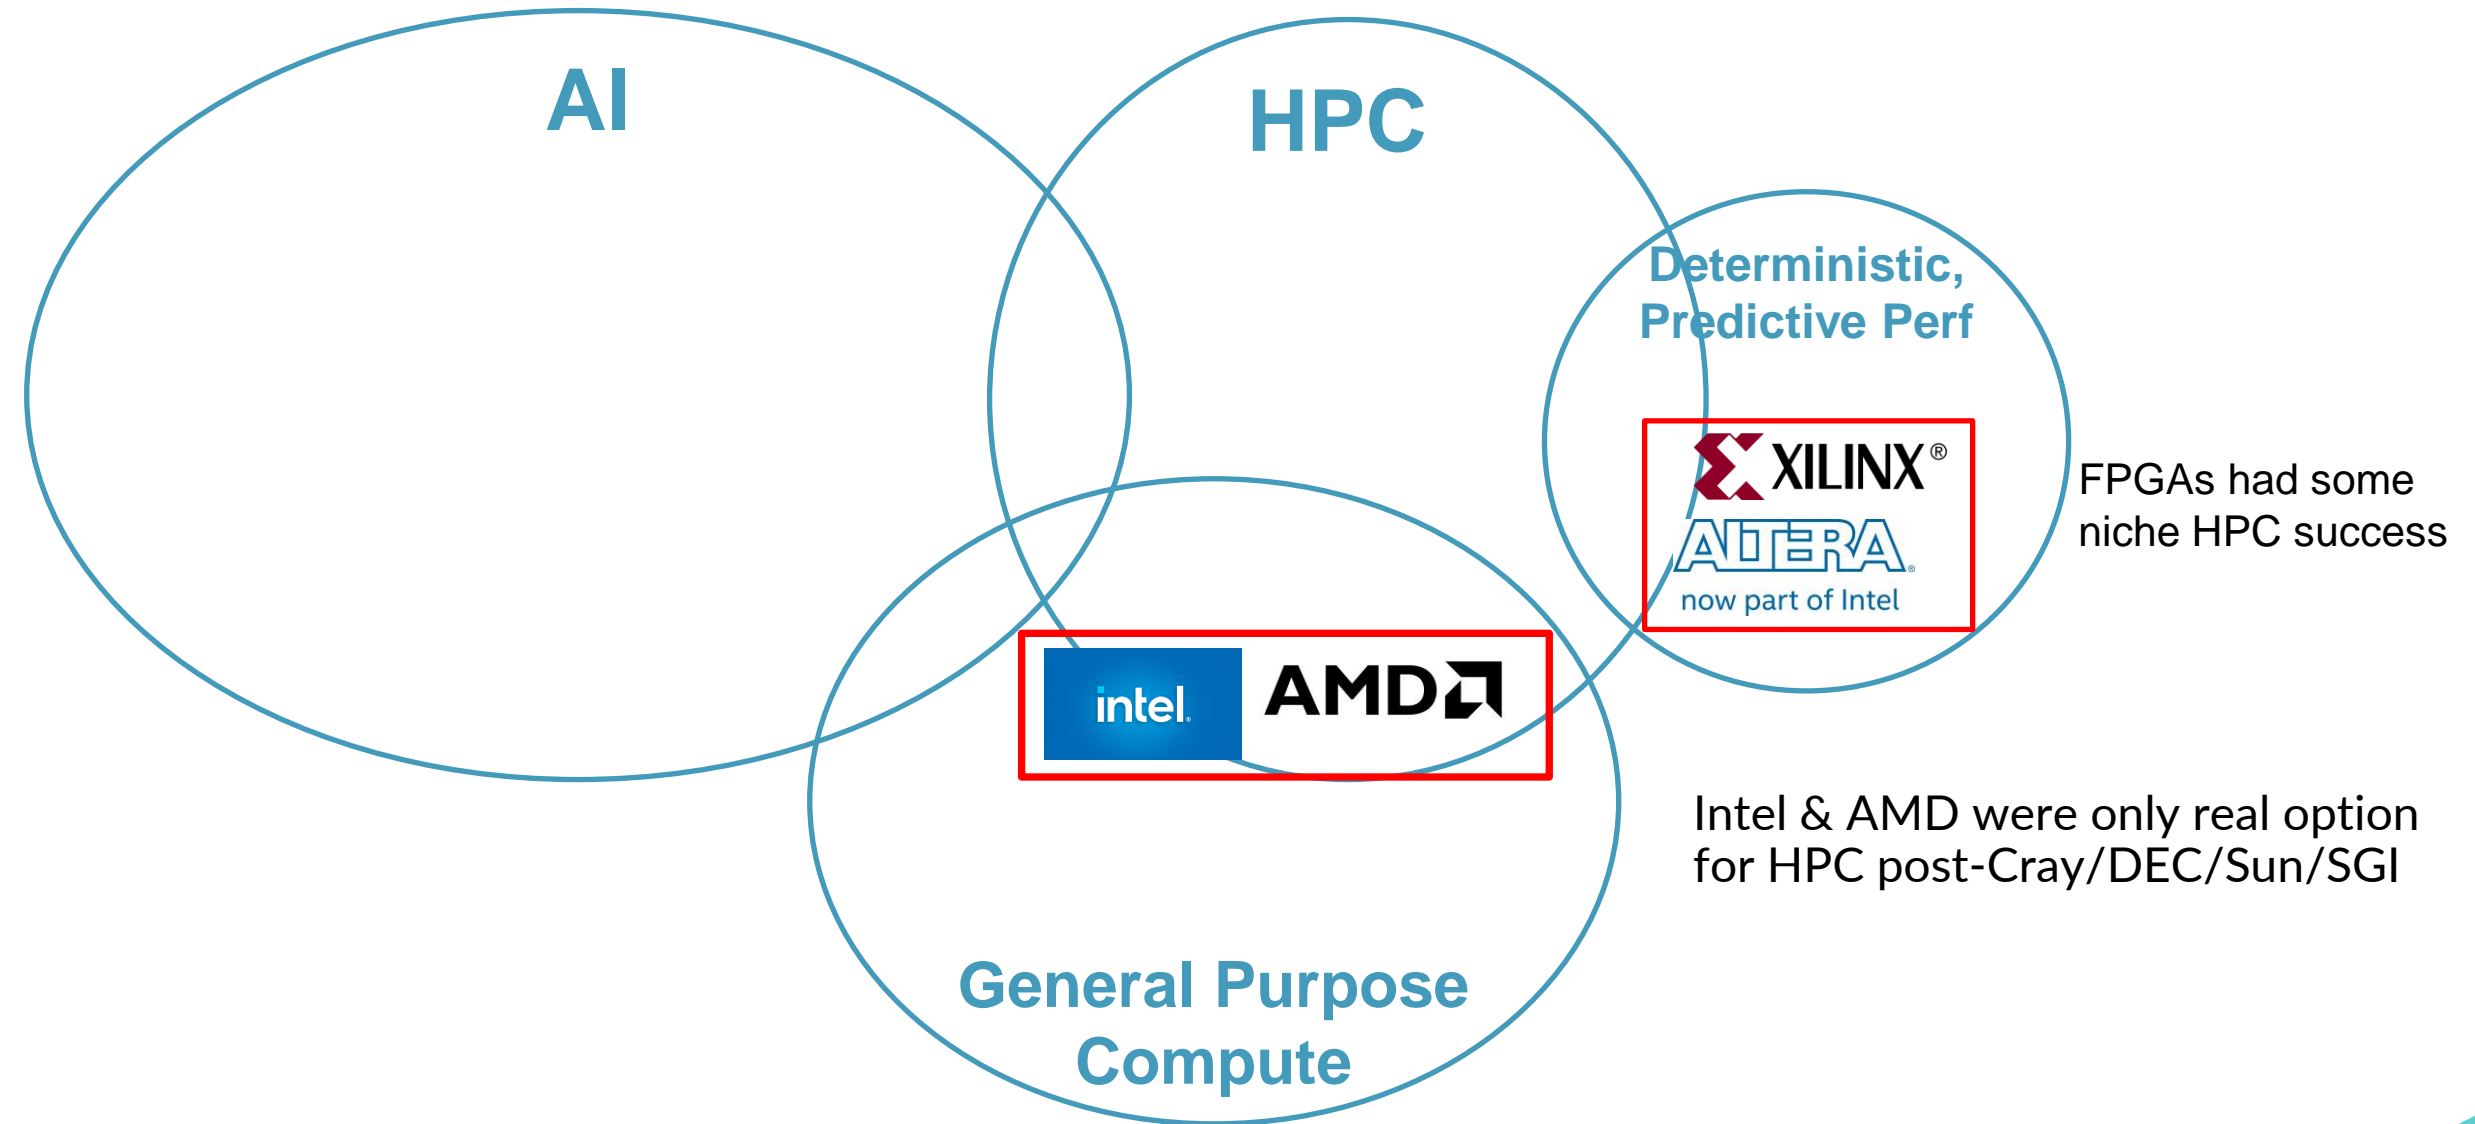 AI
HPC
Deterministic,
Predictive Perf
XILINX®
ALTERA®
now part of Intel
FPGAs had some
niche HPC success
intel.
AMD
Intel & AMD were only real option
for HPC post-Cray/DEC/Sun/SGI
General Purpose
Compute